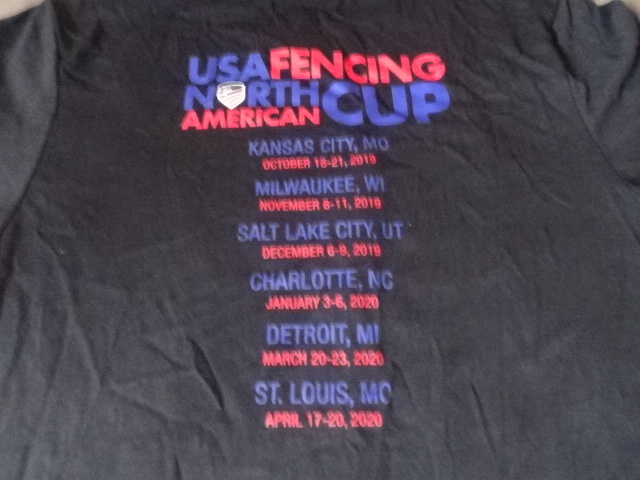 USA FENCING
NORTH
AMERICAN CUP
KANSAS CITY, MO
OCTOBER 18-21, 2019
MILWAUKEE, WI
NOVEMBER 8-11, 2019
SALT LAKE CITY, UT
DECEMBER 6-9, 2019
CHARLOTTE, NC
JANUARY 3-6, 2020
DETROIT, MI
MARCH 20-23, 2020
ST. LOUIS, MO
APRIL 17-20, 2020